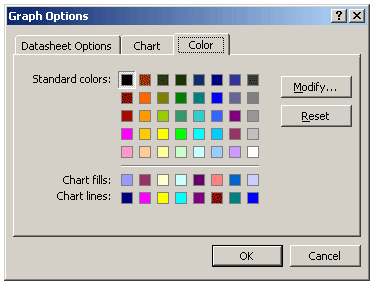 Graph Options
Datasheet Options
Chart
Color
Standard colors:
Modify...
Reset
Chart fills:
Chart lines:
OK
Cancel